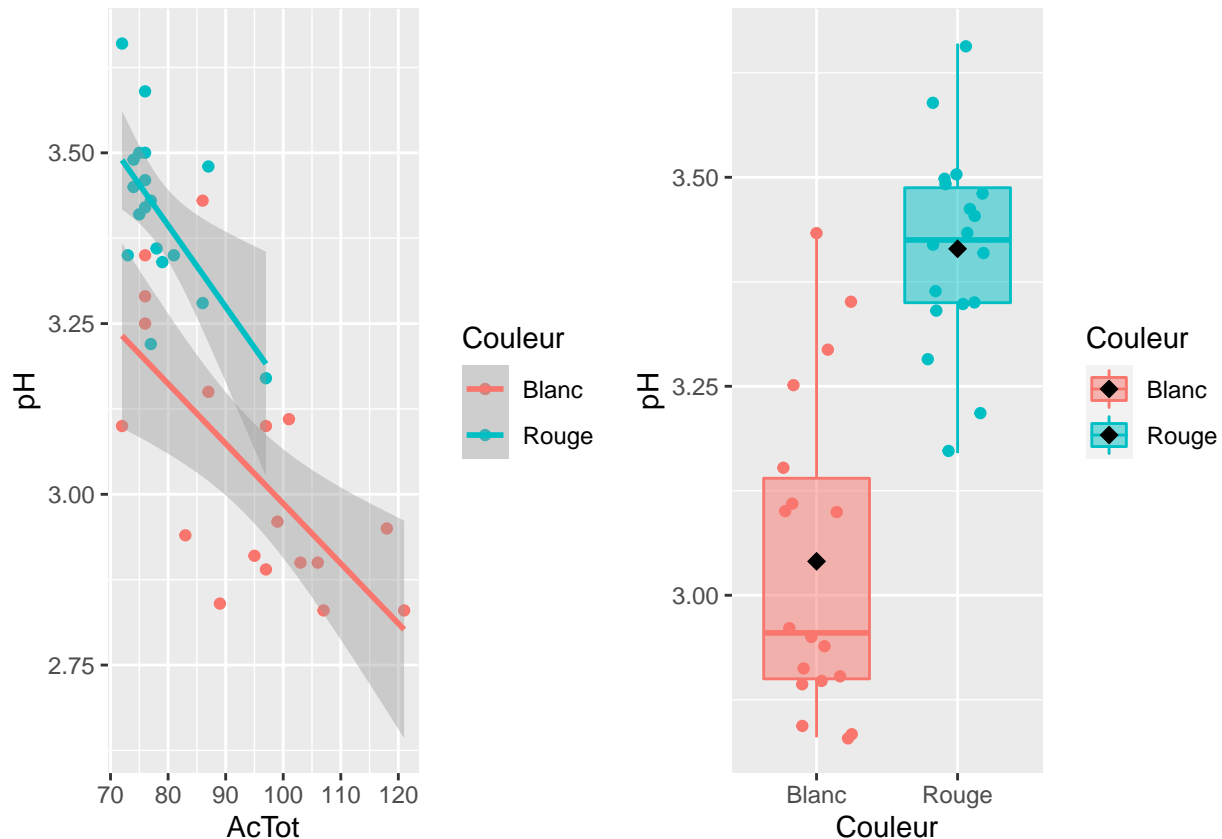 pH
3.50
3.25
3.00
2.75
70 80 90 100 110 120
AcTot
Couleur
Blanc
Rouge
pH
3.50
3.25
3.00
Blanc Rouge
Couleur
Couleur
Blanc
Rouge